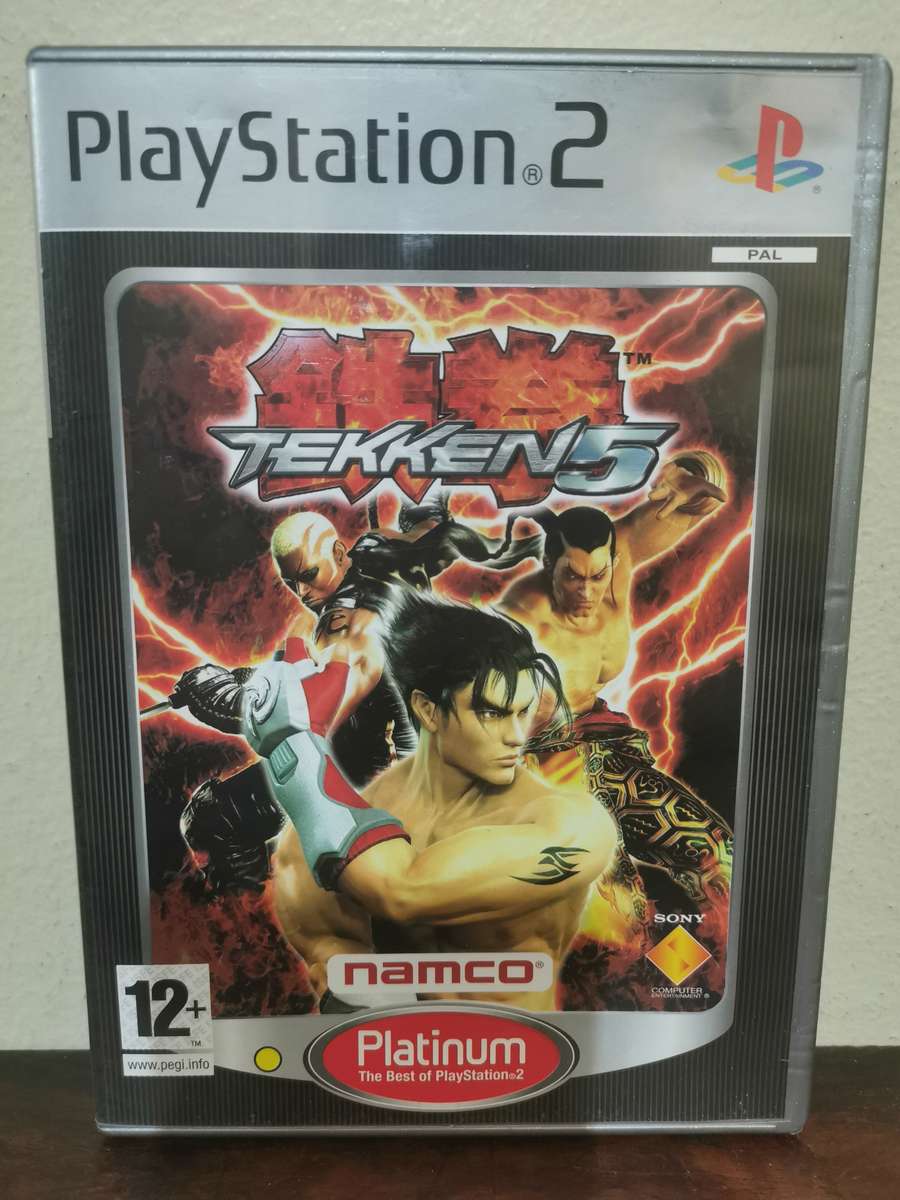 PlayStation®2
PAL
鉄拳™
TEKKEN 5
SONY
COMPUTER
ENTERTAINMENT®
namco®
12+
TM
www.pegi.info
Platinum
The Best of PlayStation®2